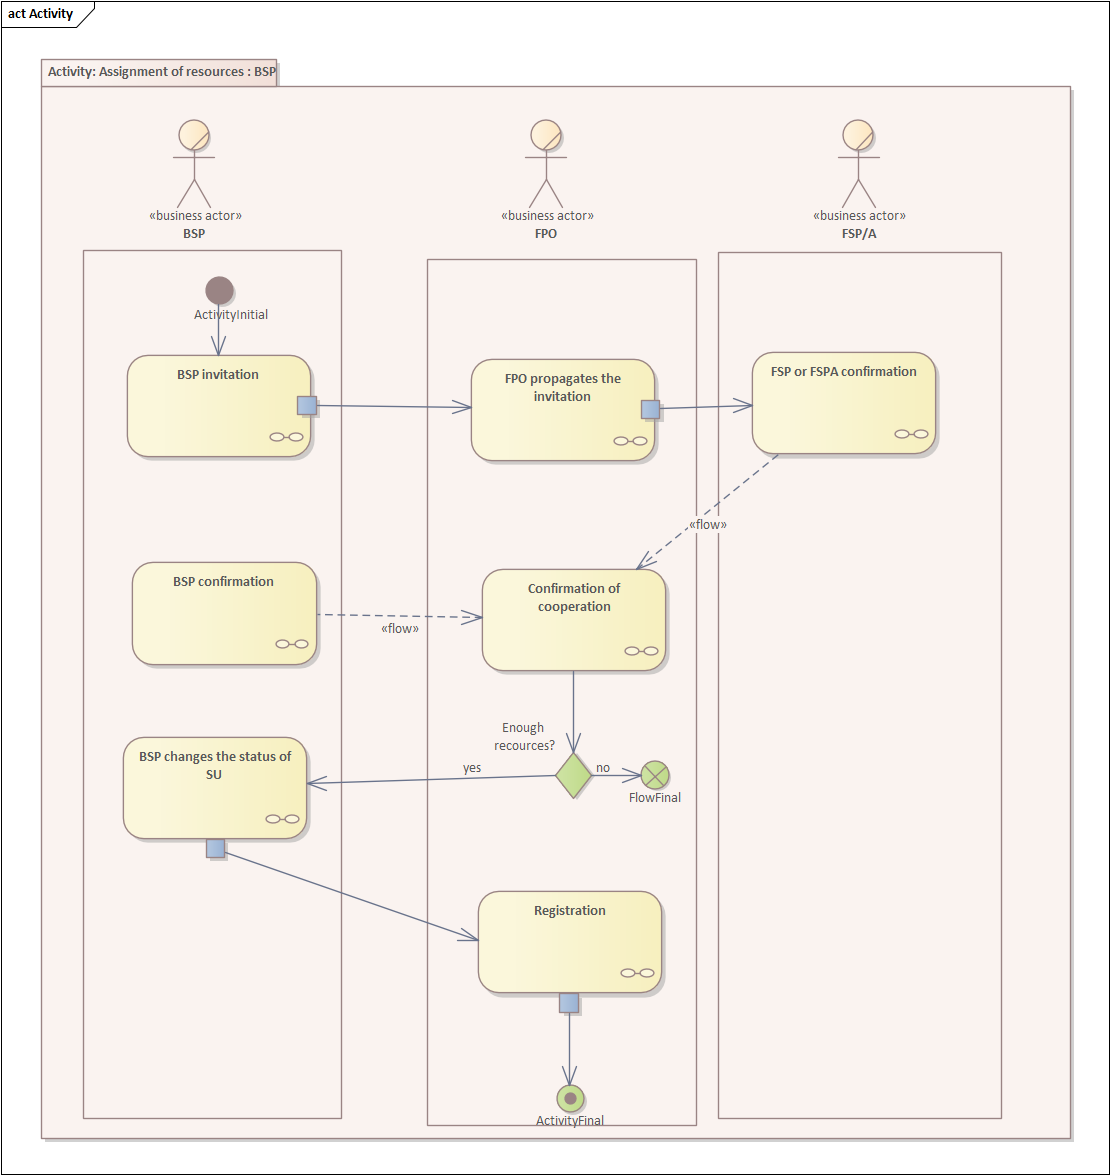 act Activity
Activity: Assignment of resources : BSP
«business actor»
BSP
«business actor»
FPO
«business actor»
FSP/A
ActivityInitial
BSP invitation
FPO propagates the
invitation
FSP or FSPA confirmation
«flow»
BSP confirmation
«flow»
Confirmation of
cooperation
Enough
recources?
yes
no
FlowFinal
BSP changes the status of
SU
Registration
ActivityFinal